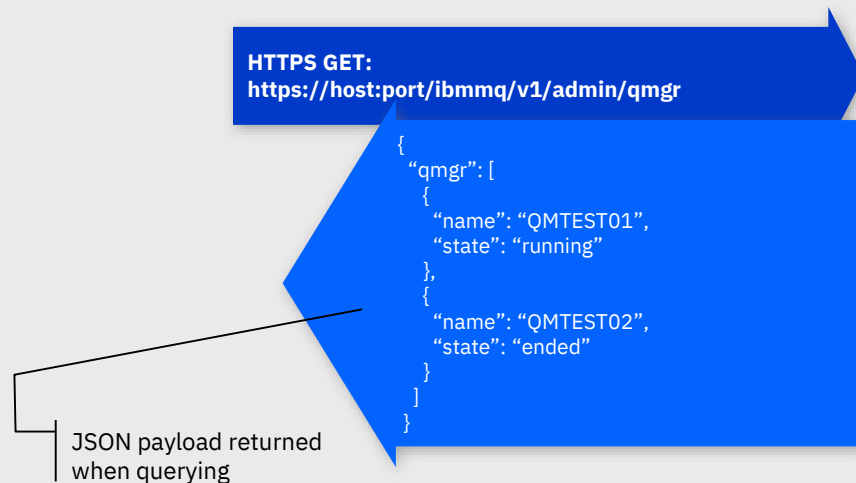 HTTPS GET:
https://host:port/ibmmq/v1/admin/qmgr
{
“qmgr”: [
{
“name”: “QMTEST01”,
“state”: “running”
},
{
“name”: “QMTEST02”,
“state”: “ended”
}
]
}
JSON payload returned
when querying